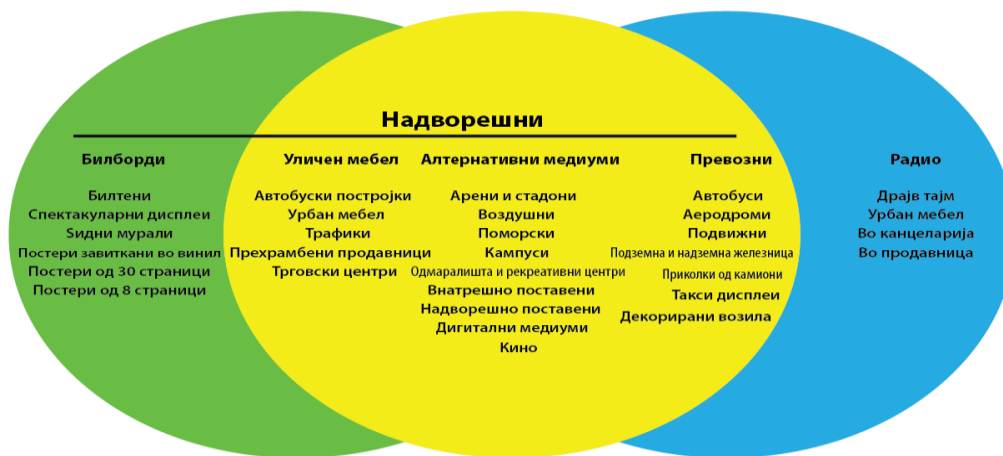 Надворешни
Билборди
Билтени
Спектакуларни дисплеи
Ѕидни мурали
Постери завиткани во винил
Постери од 30 страници
Постери од 8 страници
Уличен мебел
Автобуски постројки
Урбан мебел
Трафики
Прехрамбени продавници
Трговски центри
Алтернативни медиуми
Арени и стадони
Воздушни
Поморски
Кампуси
Одмаралишта и рекреативни центри
Внатрешно поставени
Надворешно поставени
Дигитални медиуми
Кино
Превозни
Автобуси
Аеродроми
Подвижни
Подземна и надземна железница
Приколки од камиони
Такси дисплеи
Декорирани возила
Радио
Драјв тајм
Урбан мебел
Во канцеларија
Во продавница